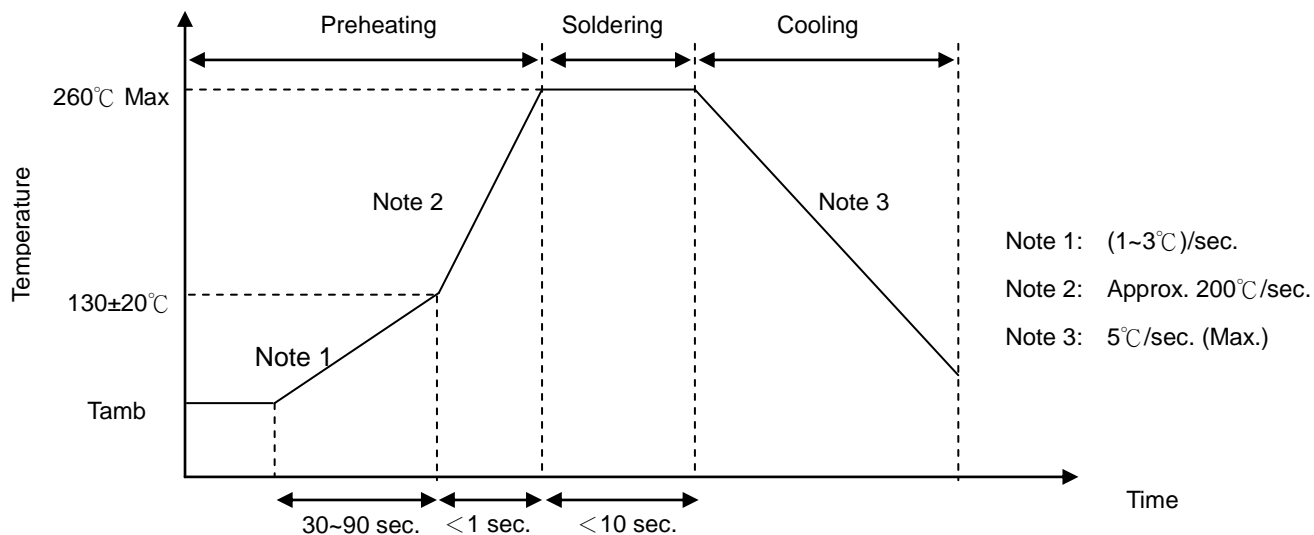 Preheating Soldering Cooling
260℃ Max
Temperature
Note 2
Note 3
Note 1: (1~3℃)/sec.
Note 2: Approx. 200℃/sec.
Note 3: 5℃/sec. (Max.)
130±20℃
Note 1
Tamb
Time
30~90 sec. <1 sec. <10 sec.